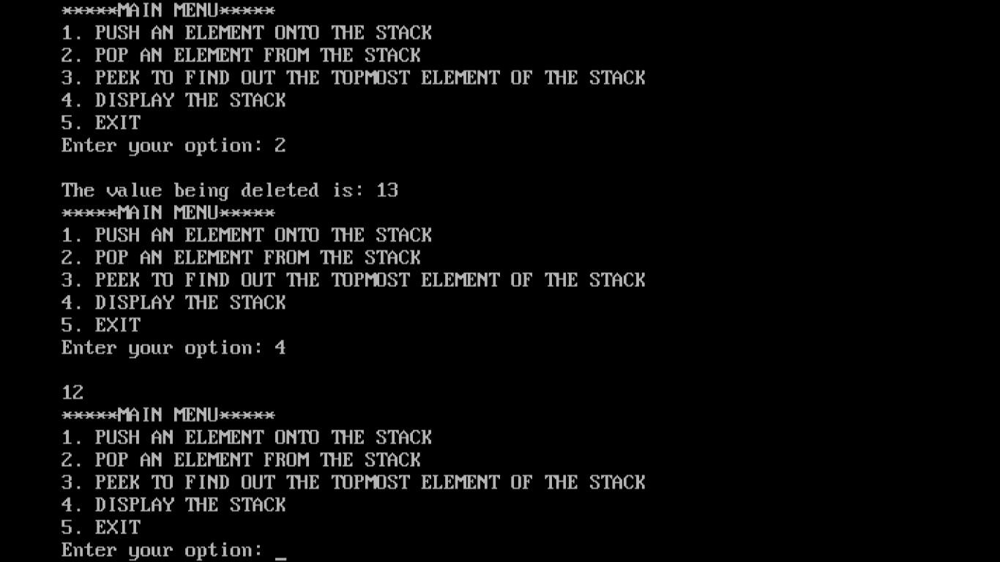 *****MAIN MENU*****
1. PUSH AN ELEMENT ONTO THE STACK
2. POP AN ELEMENT FROM THE STACK
3. PEEK TO FIND OUT THE TOPMOST ELEMENT OF THE STACK
4. DISPLAY THE STACK
5. EXIT
Enter your option: 2
The value being deleted is: 13
*****MAIN MENU*****
1. PUSH AN ELEMENT ONTO THE STACK
2. POP AN ELEMENT FROM THE STACK
3. PEEK TO FIND OUT THE TOPMOST ELEMENT OF THE STACK
4. DISPLAY THE STACK
5. EXIT
Enter your option: 4
12
*****MAIN MENU*****
1. PUSH AN ELEMENT ONTO THE STACK
2. POP AN ELEMENT FROM THE STACK
3. PEEK TO FIND OUT THE TOPMOST ELEMENT OF THE STACK
4. DISPLAY THE STACK
5. EXIT
Enter your option: _